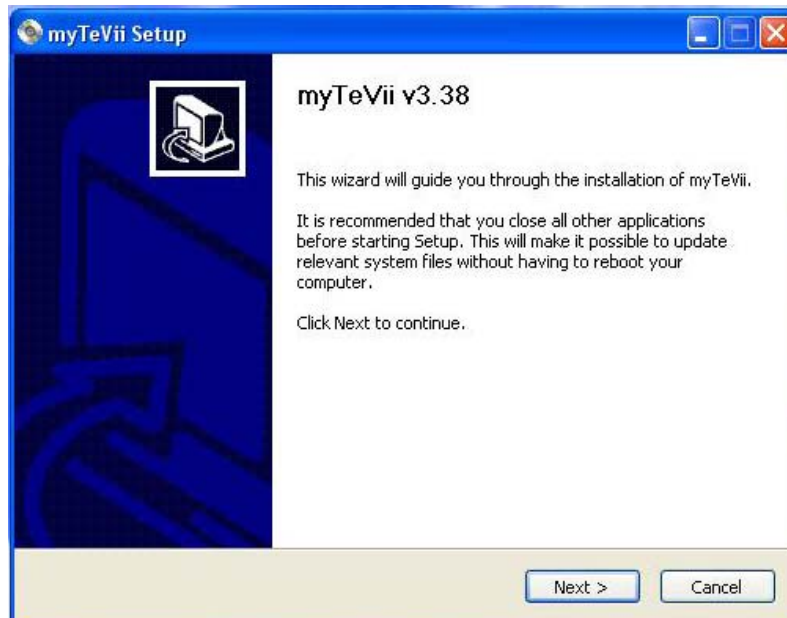 myTeVii Setup
myTeVii v3.38
This wizard will guide you through the installation of myTeVii.
It is recommended that you close all other applications
before starting Setup. This will make it possible to update
relevant system files without having to reboot your
computer.
Click Next to continue.
Next >
Cancel